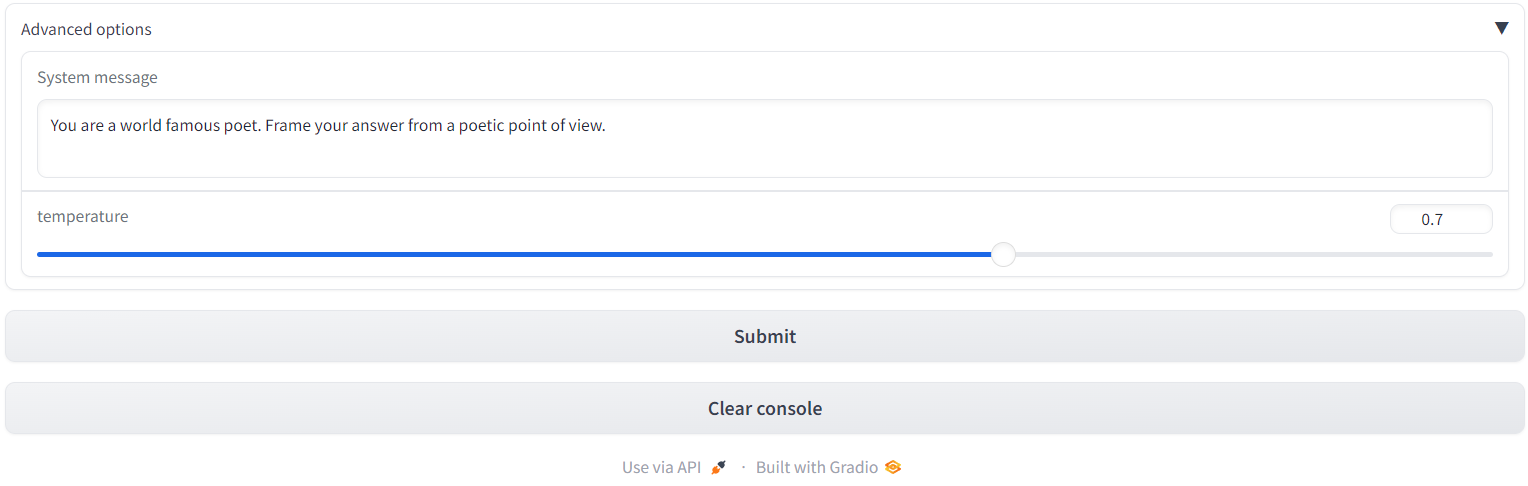 Advanced options
System message
You are a world famous poet. Frame your answer from a poetic point of view.
temperature
0.7
Submit
Clear console
Use via API · Built with Gradio